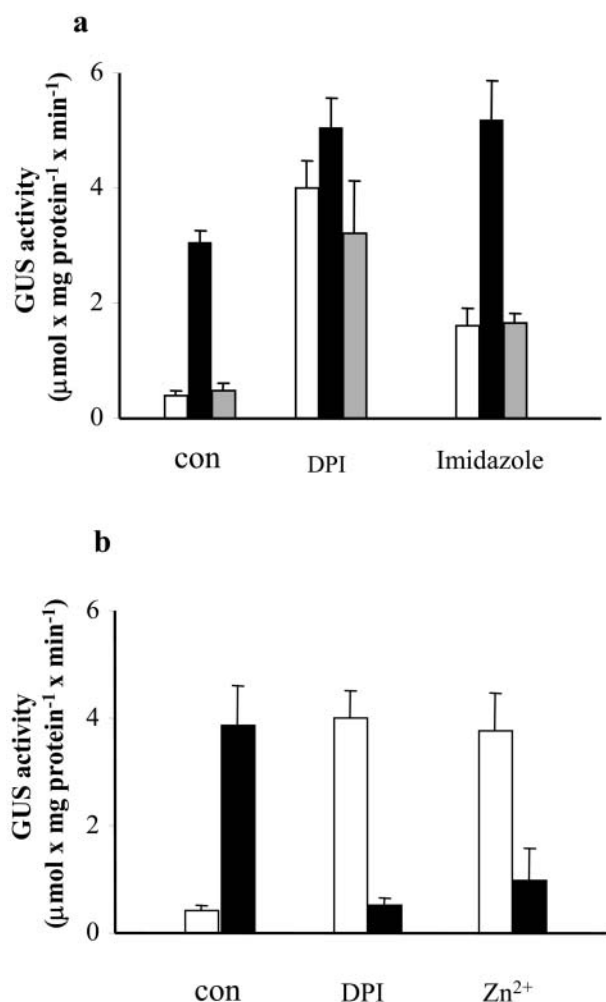 a
GUS activity
(μmol x mg protein⁻¹ x min⁻¹)
6
4
2
0
con DPI Imidazole
b
GUS activity
(μmol x mg protein⁻¹ x min⁻¹)
6
4
2
0
con DPI Zn²⁺